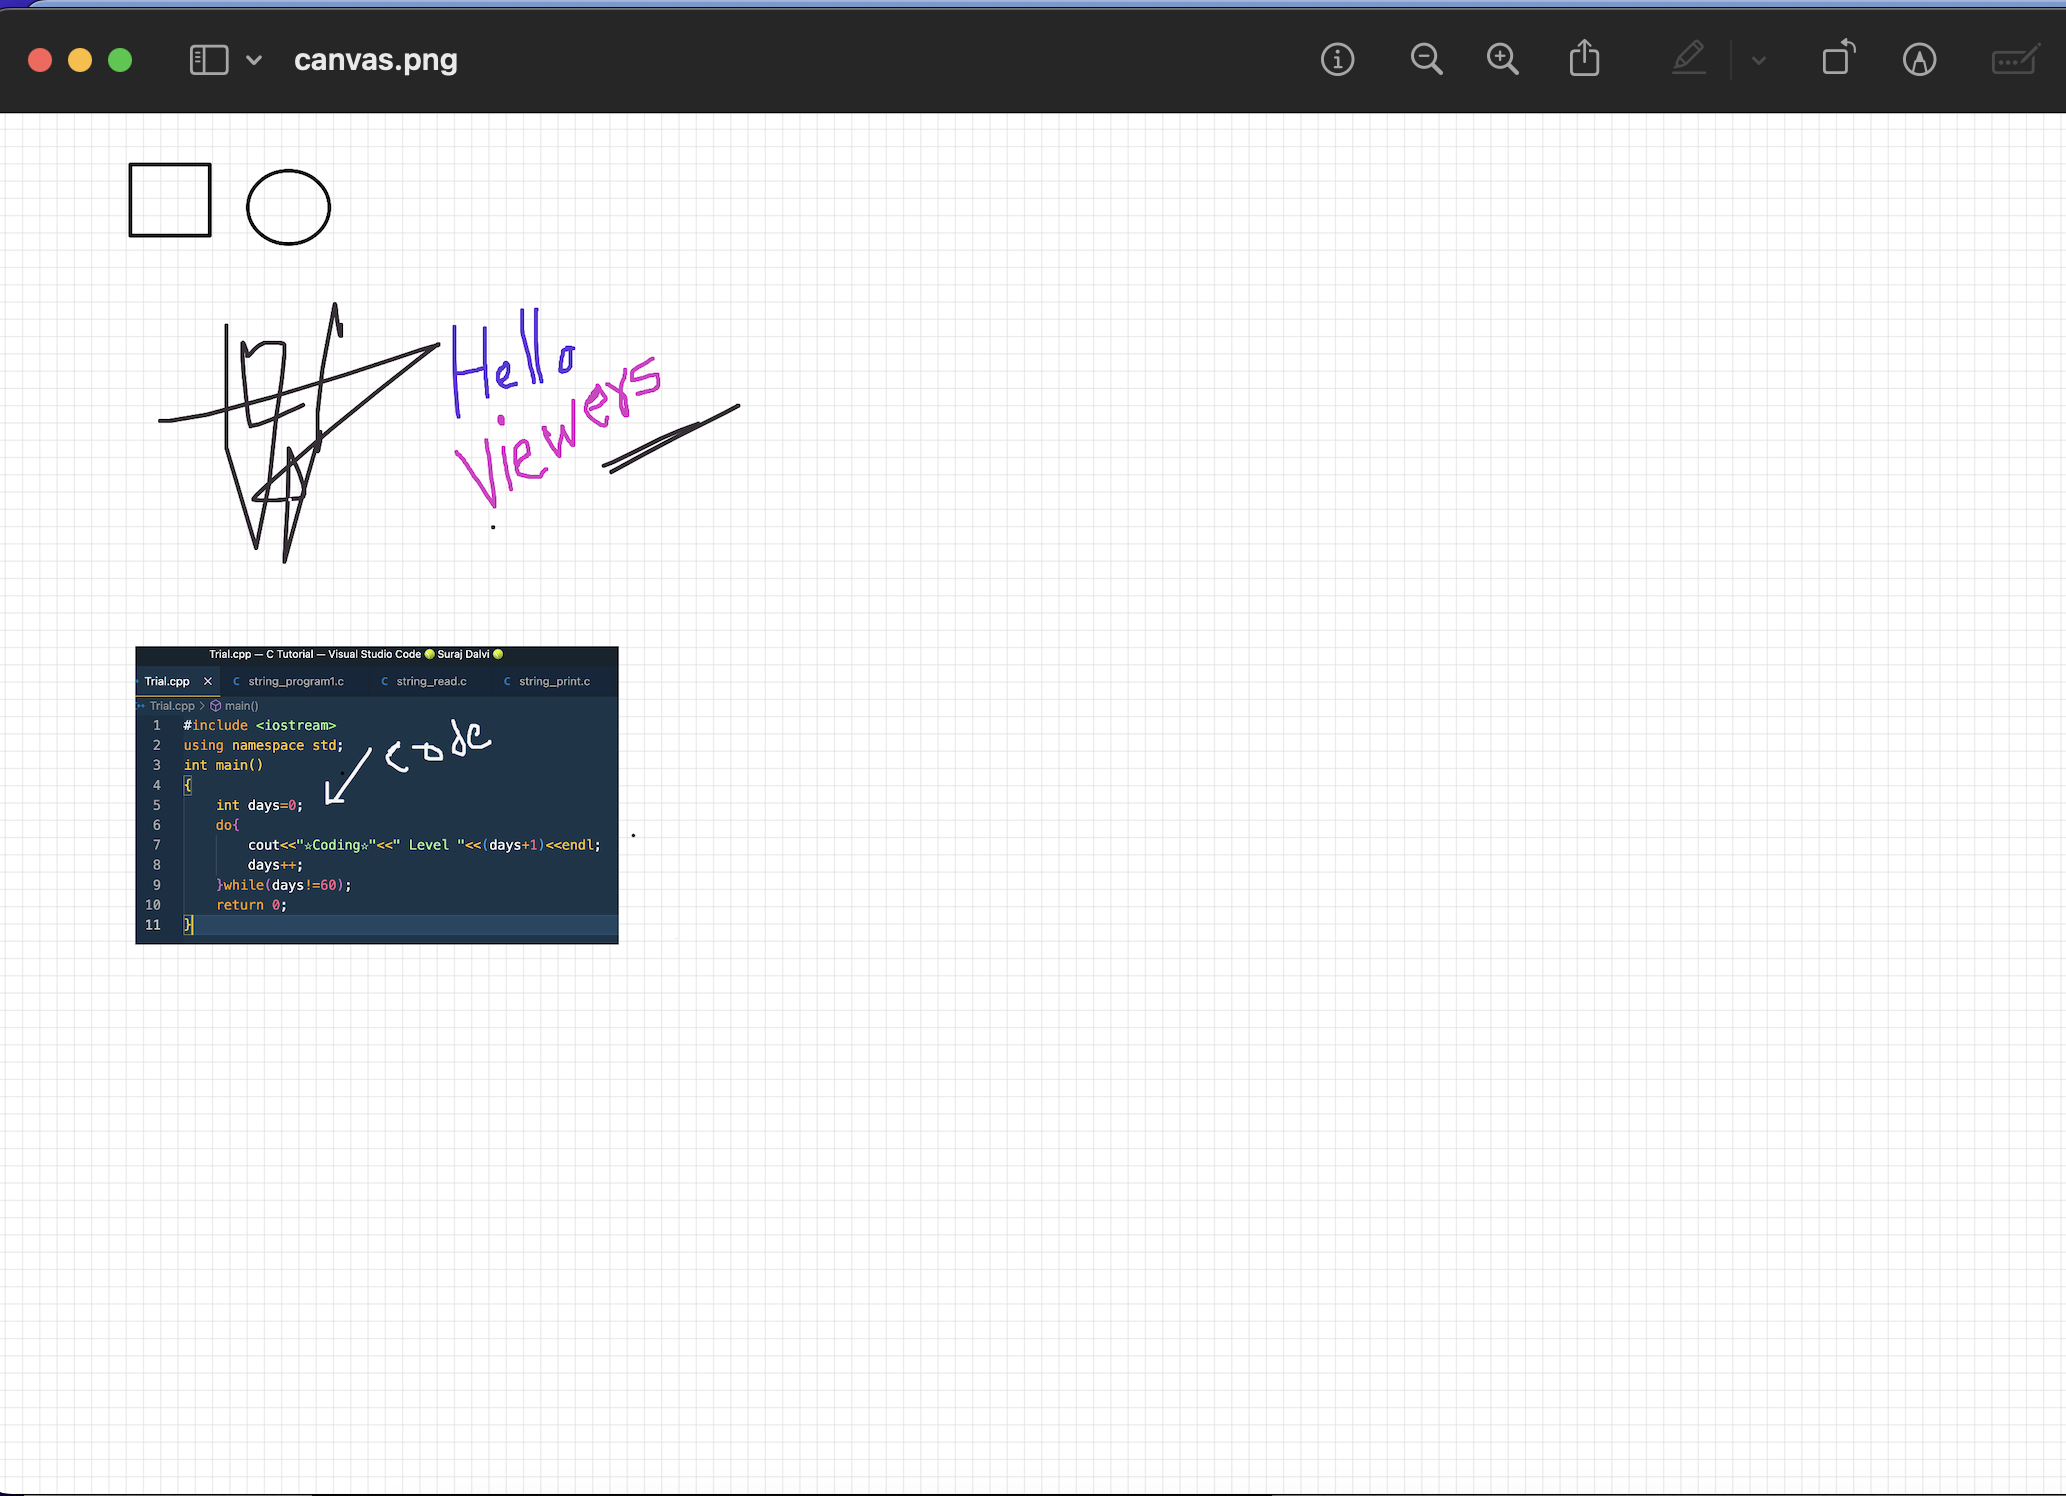 canvas.png
Hello
Viewers
Trial.cpp — C Tutorial — Visual Studio Code Suraj Dalvi
Trial.cpp × C string_program1.c C string_read.c C string_print.c
Trial.cpp > main()
1 #include <iostream>
2 using namespace std;
code
3 int main()
4 {
5 int days=0;
6 do{
7 cout<<"☆Coding☆"<<" Level "<<(days+1)<<endl;
8 days++;
9 }while(days!=60);
10 return 0;
11 }